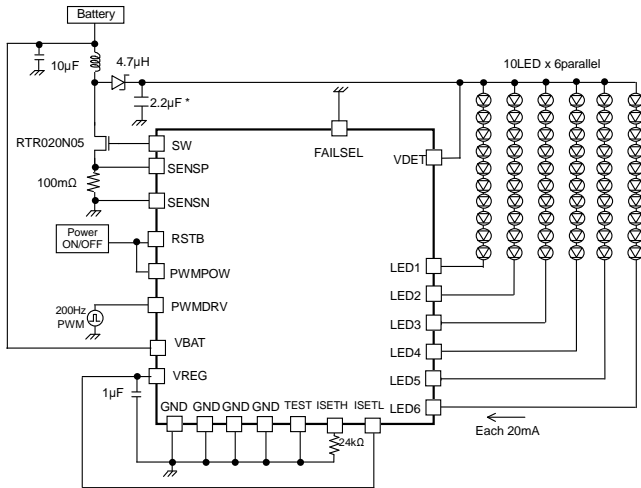 Battery
10µF
4.7µH
10LED x 6parallel
2.2µF *
RTR020N05
SW
FAILSEL
SENSP
VDET
100mΩ
SENSN
Power
ON/OFF
RSTB
PWMPOW
LED1
LED2
200Hz
PWM
PWMDRV
LED3
VBAT
LED4
VREG
LED5
1µF
GND GND GND GND TEST ISETH ISETL
LED6
24kΩ
Each 20mA